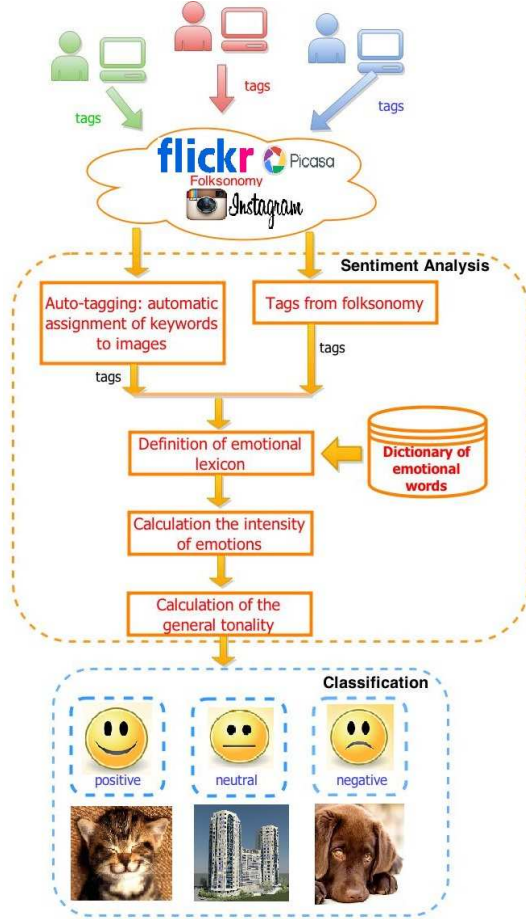 tags
tags
tags
flickr Picasa
Folksonomy
Instagram
Sentiment Analysis
Auto-tagging: automatic
assignment of keywords
to images
Tags from folksonomy
tags
tags
Definition of emotional
lexicon
Dictionary of
emotional
words
Calculation the intensity
of emotions
Calculation of the
general tonality
Classification
positive
neutral
negative